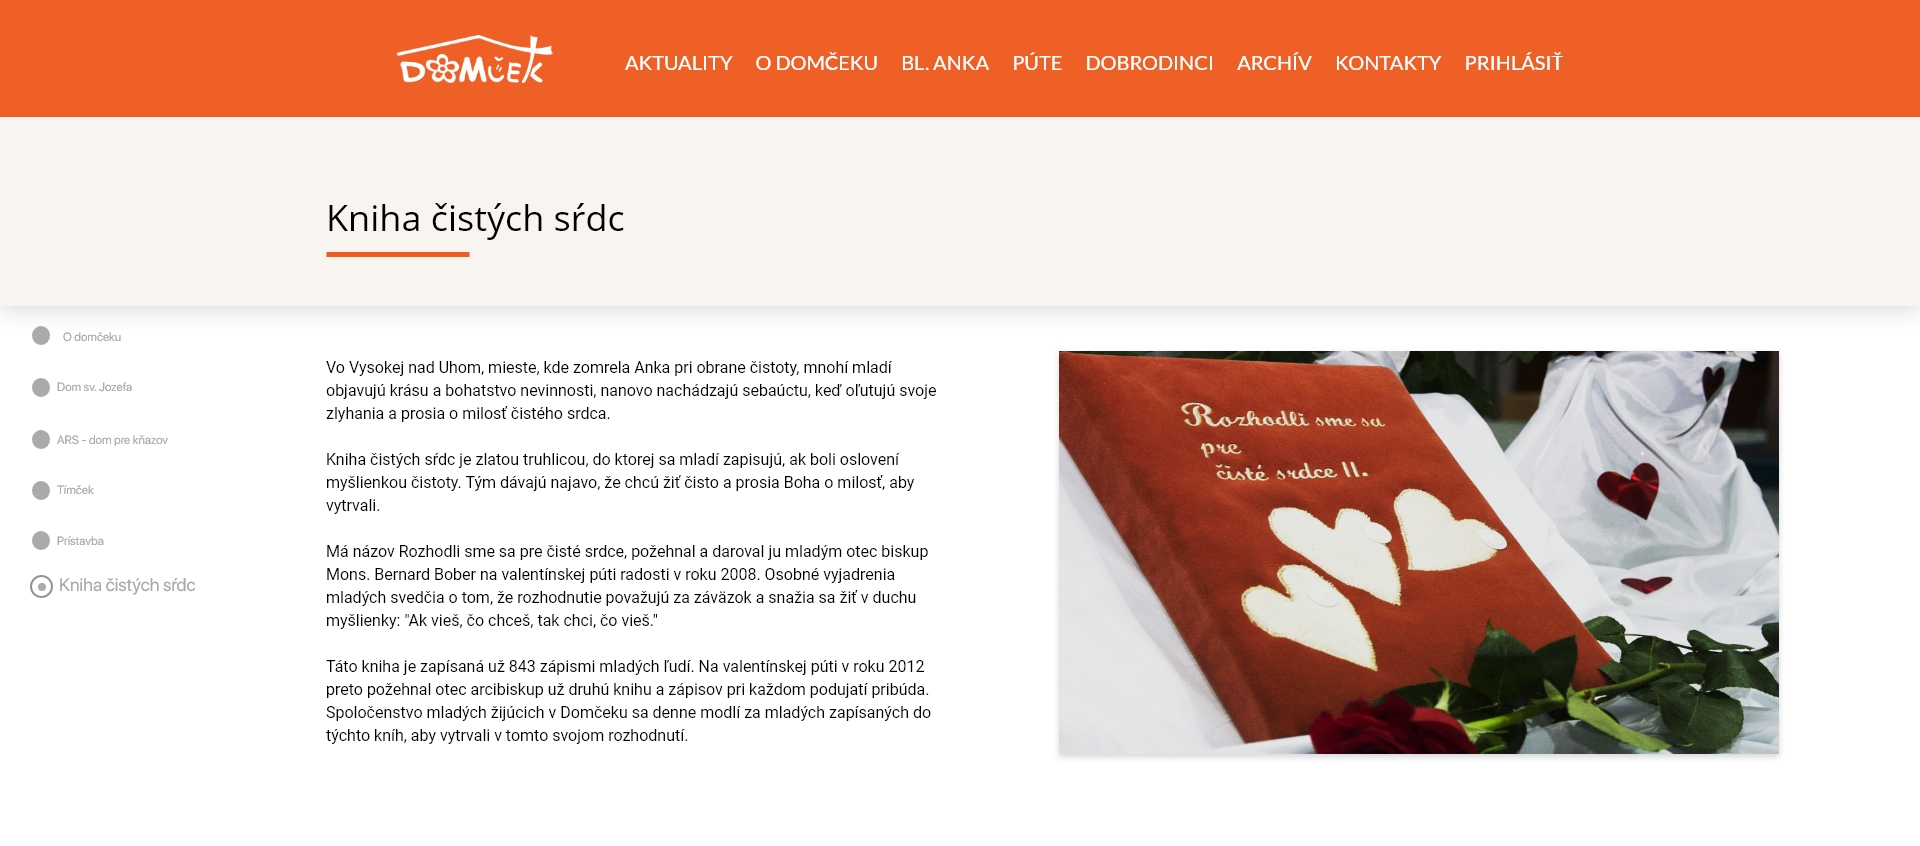 DOMČEK
AKTUALITY O DOMČEKU BL. ANKA PÚTE DOBRODINCI ARCHÍV KONTAKTY PRIHLÁSIŤ
Kniha čistých sŕdc
O domčeku
Dom sv. Jozefa
ARS - dom pre kňazov
Tímček
Prístavba
Kniha čistých sŕdc
Vo Vysokej nad Uhom, mieste, kde zomrela Anka pri obrane čistoty, mnohí mladí
objavujú krásu a bohatstvo nevinnosti, nanovo nachádzajú sebaúctu, keď oľutujú svoje
zlyhania a prosia o milosť čistého srdca.
Kniha čistých sŕdc je zlatou truhlicou, do ktorej sa mladí zapisujú, ak boli oslovení
myšlienkou čistoty. Tým dávajú najavo, že chcú žiť čisto a prosia Boha o milosť, aby
vytrvali.
Má názov Rozhodli sme sa pre čisté srdce, požehnal a daroval ju mladým otec biskup
Mons. Bernard Bober na valentínskej púti radosti v roku 2008. Osobné vyjadrenia
mladých svedčia o tom, že rozhodnutie považujú za záväzok a snažia sa žiť v duchu
myšlienky: "Ak vieš, čo chceš, tak chci, čo vieš."
Táto kniha je zapísaná už 843 zápismi mladých ľudí. Na valentínskej púti v roku 2012
preto požehnal otec arcibiskup už druhú knihu a zápisov pri každom podujatí pribúda.
Spoločenstvo mladých žijúcich v Domčeku sa denne modlí za mladých zapísaných do
týchto kníh, aby vytrvali v tomto svojom rozhodnutí.
Rozhodli sme sa
pre
čisté srdce II.